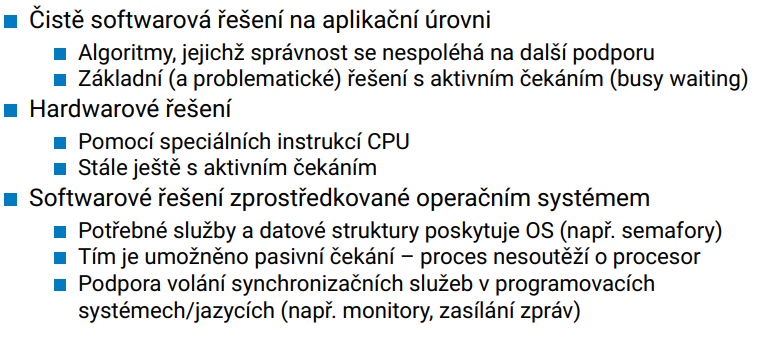 Čistě softwarová řešení na aplikační úrovni
Algoritmy, jejichž správnost se nespoléhá na další podporu
Základní (a problematické) řešení s aktivním čekáním (busy waiting)
Hardwarové řešení
Pomocí speciálních instrukcí CPU
Stále ještě s aktivním čekáním
Softwarové řešení zprostředkované operačním systémem
Potřebné služby a datové struktury poskytuje OS (např. semafory)
Tím je umožněno pasivní čekání – proces nesoutěží o procesor
Podpora volání synchronizačních služeb v programovacích
systémech/jazycích (např. monitory, zasílání zpráv)